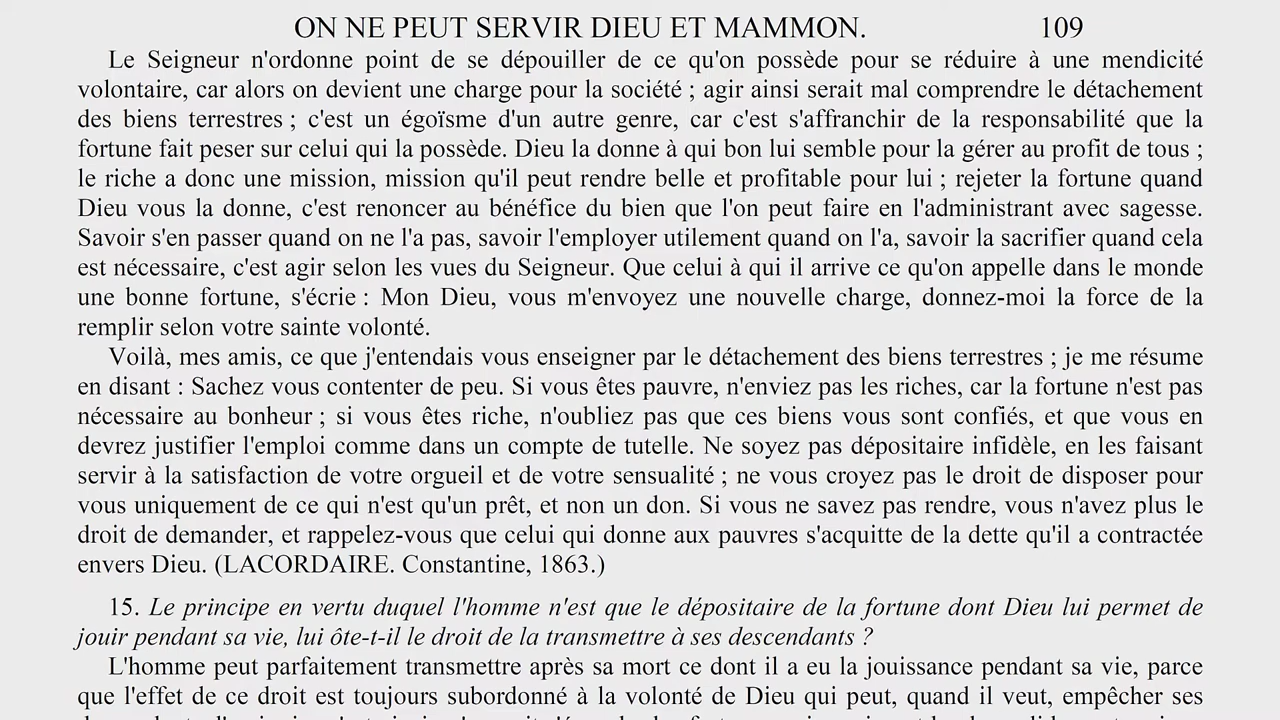 ON NE PEUT SERVIR DIEU ET MAMMON. 109
Le Seigneur n'ordonne point de se dépouiller de ce qu'on possède pour se réduire à une mendicité
volontaire, car alors on devient une charge pour la société ; agir ainsi serait mal comprendre le détachement
des biens terrestres ; c'est un égoïsme d'un autre genre, car c'est s'affranchir de la responsabilité que la
fortune fait peser sur celui qui la possède. Dieu la donne à qui bon lui semble pour la gérer au profit de tous ;
le riche a donc une mission, mission qu'il peut rendre belle et profitable pour lui ; rejeter la fortune quand
Dieu vous la donne, c'est renoncer au bénéfice du bien que l'on peut faire en l'administrant avec sagesse.
Savoir s'en passer quand on ne l'a pas, savoir l'employer utilement quand on l'a, savoir la sacrifier quand cela
est nécessaire, c'est agir selon les vues du Seigneur. Que celui à qui il arrive ce qu'on appelle dans le monde
une bonne fortune, s'écrie : Mon Dieu, vous m'envoyez une nouvelle charge, donnez-moi la force de la
remplir selon votre sainte volonté.
Voilà, mes amis, ce que j'entendais vous enseigner par le détachement des biens terrestres ; je me résume
en disant : Sachez vous contenter de peu. Si vous êtes pauvre, n'enviez pas les riches, car la fortune n'est pas
nécessaire au bonheur ; si vous êtes riche, n'oubliez pas que ces biens vous sont confiés, et que vous en
devrez justifier l'emploi comme dans un compte de tutelle. Ne soyez pas dépositaire infidèle, en les faisant
servir à la satisfaction de votre orgueil et de votre sensualité ; ne vous croyez pas le droit de disposer pour
vous uniquement de ce qui n'est qu'un prêt, et non un don. Si vous ne savez pas rendre, vous n'avez plus le
droit de demander, et rappelez-vous que celui qui donne aux pauvres s'acquitte de la dette qu'il a contractée
envers Dieu. (LACORDAIRE. Constantine, 1863.)
15. Le principe en vertu duquel l'homme n'est que le dépositaire de la fortune dont Dieu lui permet de
jouir pendant sa vie, lui ôte-t-il le droit de la transmettre à ses descendants ?
L'homme peut parfaitement transmettre après sa mort ce dont il a eu la jouissance pendant sa vie, parce
que l'effet de ce droit est toujours subordonné à la volonté de Dieu qui peut, quand il veut, empêcher ses